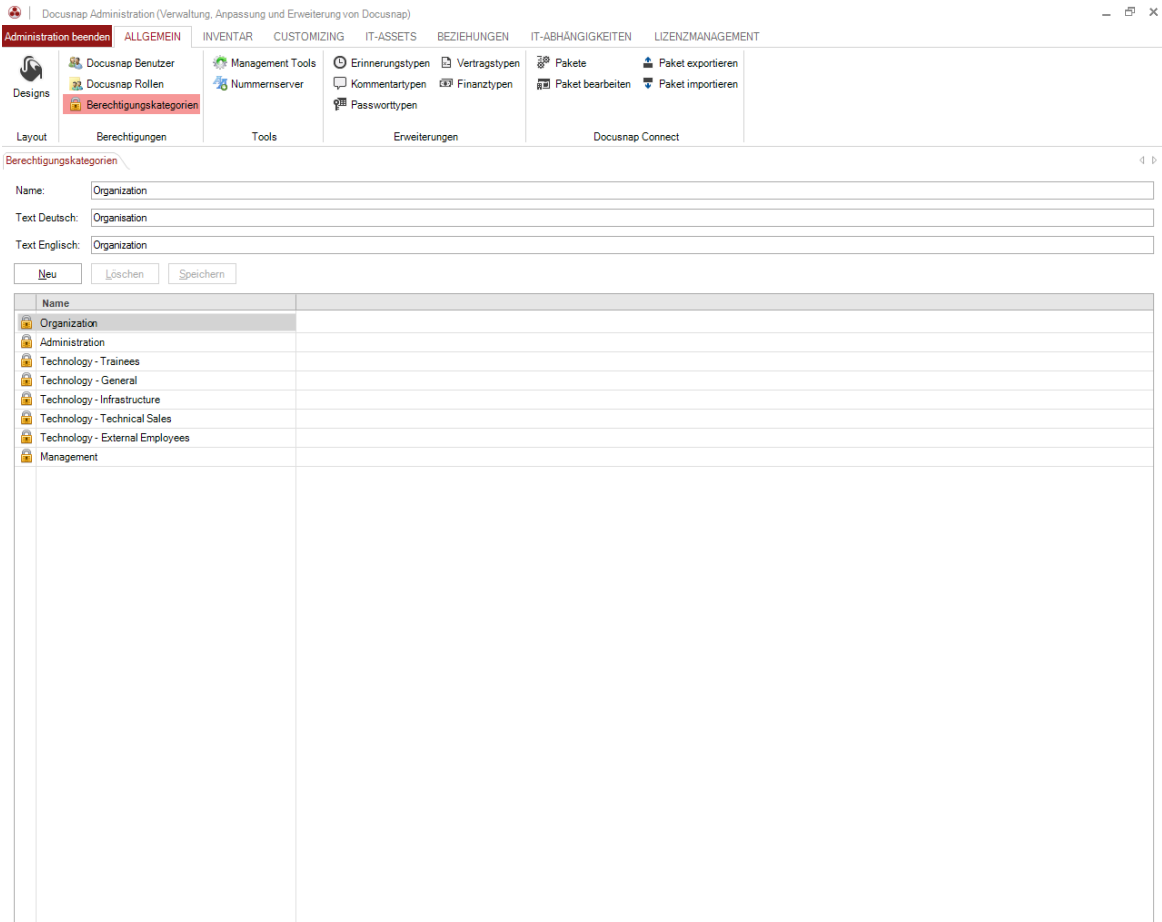 Docusnap Administration (Verwaltung, Anpassung und Erweiterung von Docusnap)
Administration beenden ALLGEMEIN INVENTAR CUSTOMIZING IT-ASSETS BEZIEHUNGEN IT-ABHÄNGIGKEITEN LIZENZMANAGEMENT
Docusnap Benutzer Management Tools Erinnerungstypen Vertragstypen Pakete Paket exportieren
Designs Docusnap Rollen Nummernserver Kommentartypen Finanztypen Paket bearbeiten Paket importieren
Berechtigungskategorien Passworttypen
Layout Berechtigungen Tools Erweiterungen Docusnap Connect
Berechtigungskategorien
Name: Organization
Text Deutsch: Organisation
Text Englisch: Organization
Neu Löschen Speichern
Name
Organization
Administration
Technology - Trainees
Technology - General
Technology - Infrastructure
Technology - Technical Sales
Technology - External Employees
Management